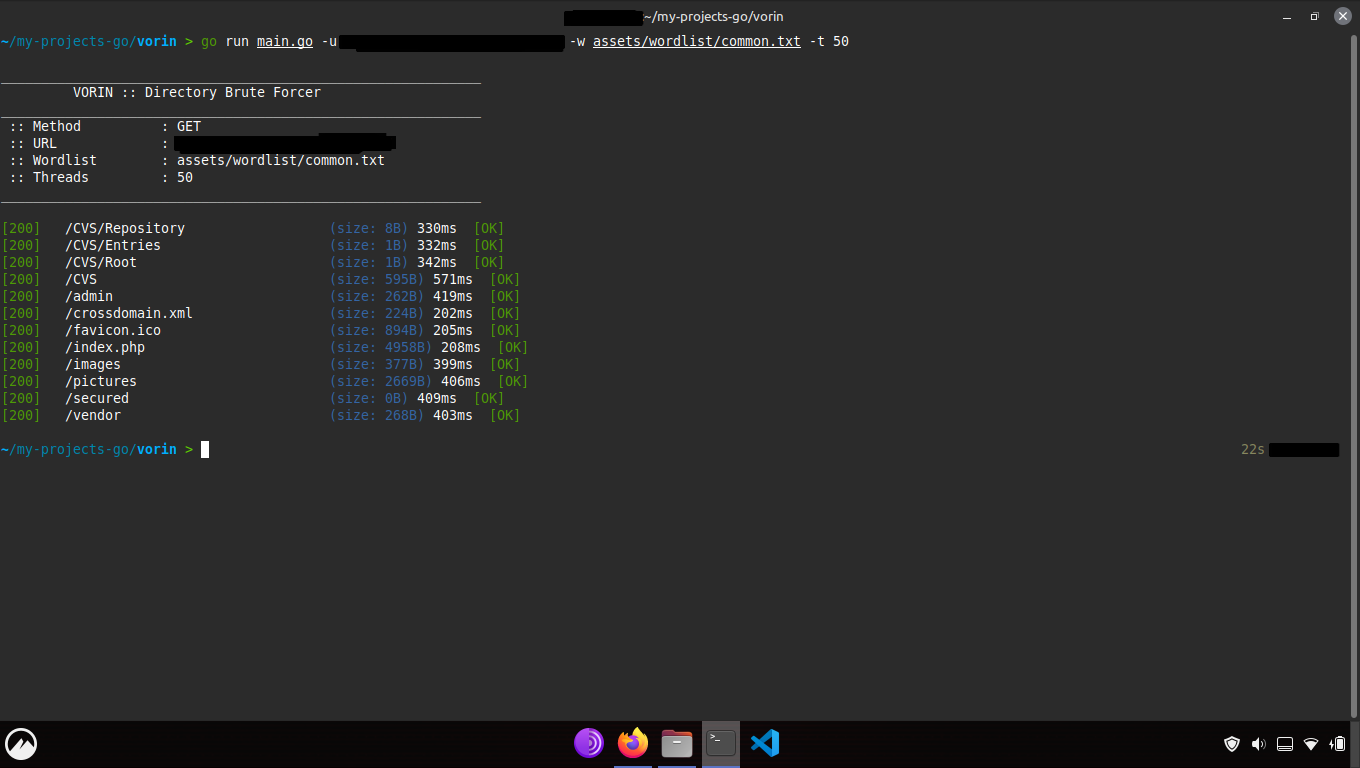 :~/my-projects-go/vorin
~/my-projects-go/vorin > go run main.go -u -w assets/wordlist/common.txt -t 50
VORIN :: Directory Brute Forcer
:: Method : GET
:: URL :
:: Wordlist : assets/wordlist/common.txt
:: Threads : 50
[200] /CVS/Repository (size: 8B) 330ms [OK]
[200] /CVS/Entries (size: 1B) 332ms [OK]
[200] /CVS/Root (size: 1B) 342ms [OK]
[200] /CVS (size: 595B) 571ms [OK]
[200] /admin (size: 262B) 419ms [OK]
[200] /crossdomain.xml (size: 224B) 202ms [OK]
[200] /favicon.ico (size: 894B) 205ms [OK]
[200] /index.php (size: 4958B) 208ms [OK]
[200] /images (size: 377B) 399ms [OK]
[200] /pictures (size: 2669B) 406ms [OK]
[200] /secured (size: 0B) 409ms [OK]
[200] /vendor (size: 268B) 403ms [OK]
~/my-projects-go/vorin > 22s